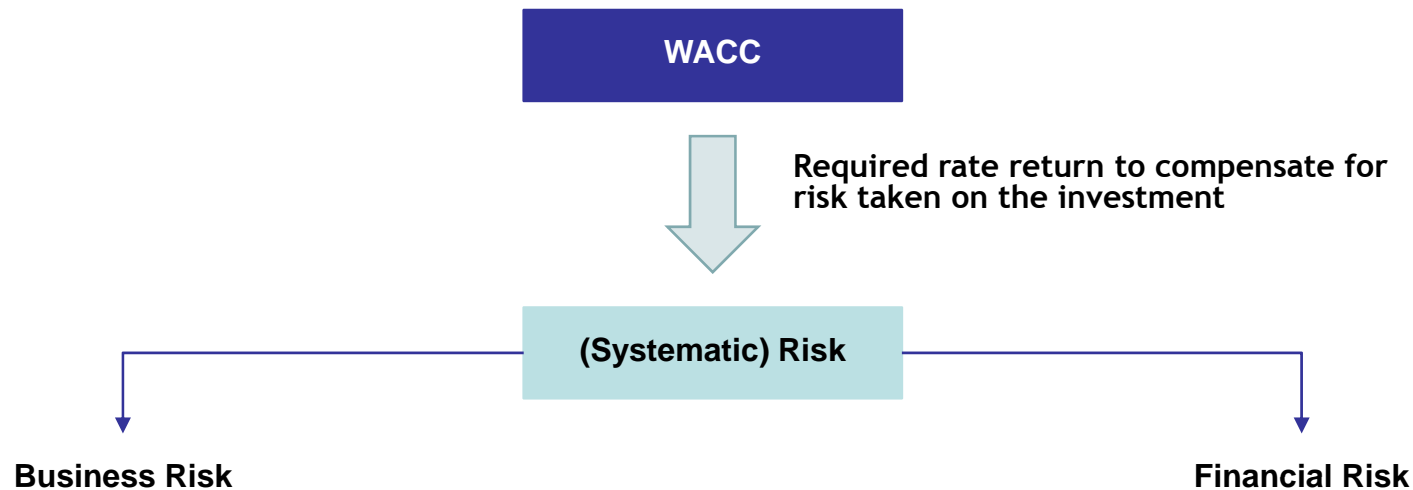 WACC
Required rate return to compensate for
risk taken on the investment
(Systematic) Risk
Business Risk
Financial Risk